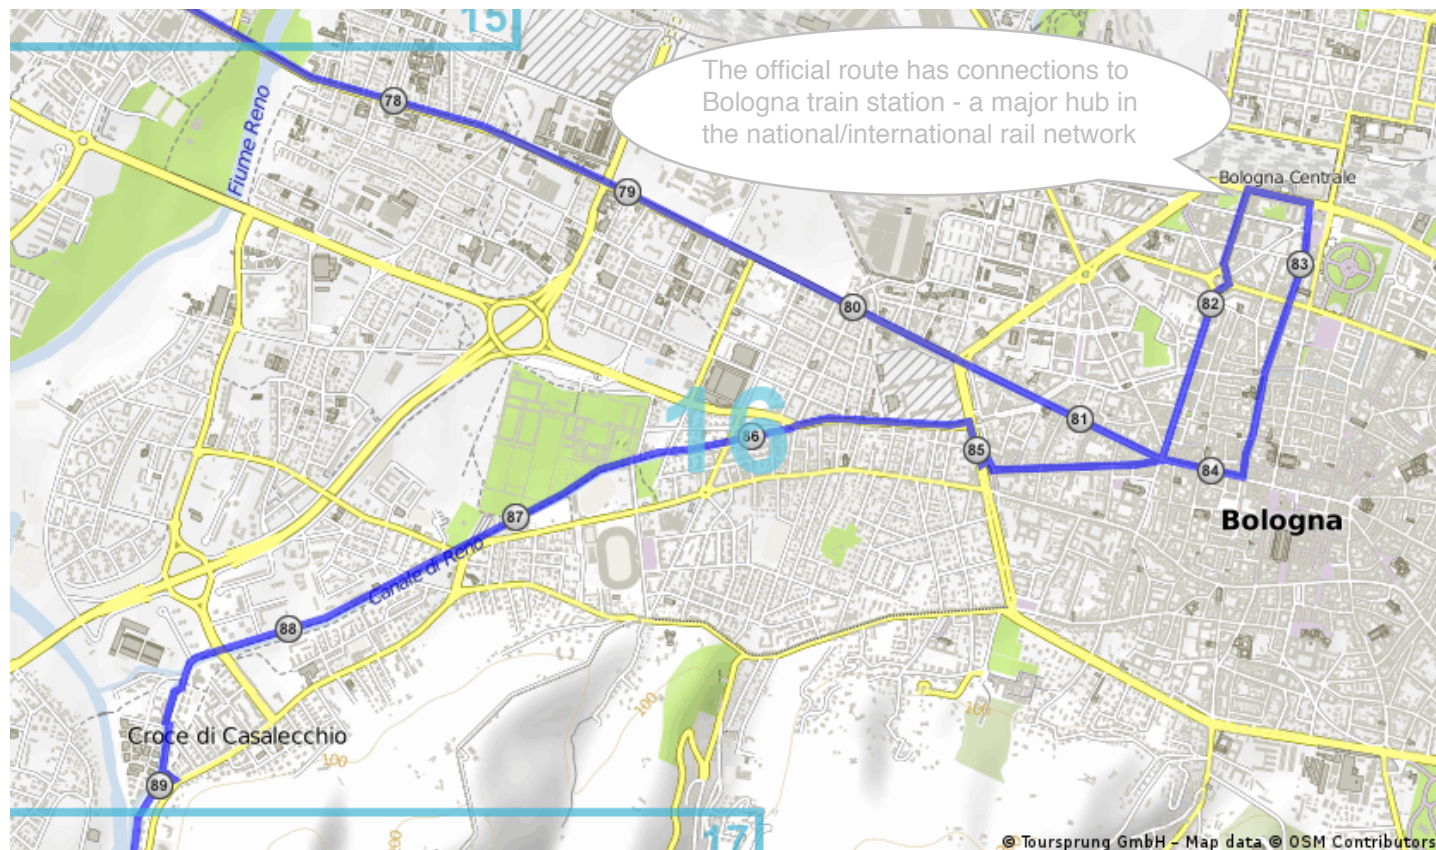 15
The official route has connections to
Bologna train station - a major hub in
the national/international rail network
78
Fiume Reno
79
Bologna Centrale
83
80
82
81
16
86
85
84
87
Bologna
Canale di Reno
88
100
100
Croce di Casalecchio
100
89
200
17
© Toursprung GmbH – Map data © OSM Contributors